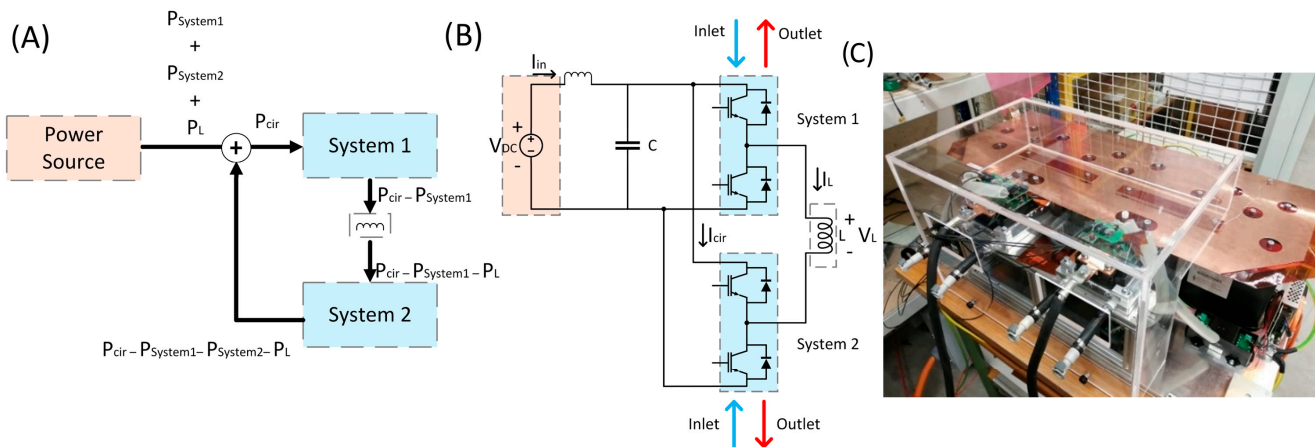 (A)
PSystem1
+
PSystem2
+
PL
Power
Source
+
Pcir
System 1
Pcir – PSystem1
Pcir – PSystem1 – PL
System 2
Pcir – PSystem1 – PSystem2 – PL
(B)
Inlet
Outlet
Iin
+
VDC
+
-
-
C
System 1
IL
+
L
VL
-
Icir
System 2
Inlet
Outlet
(C)